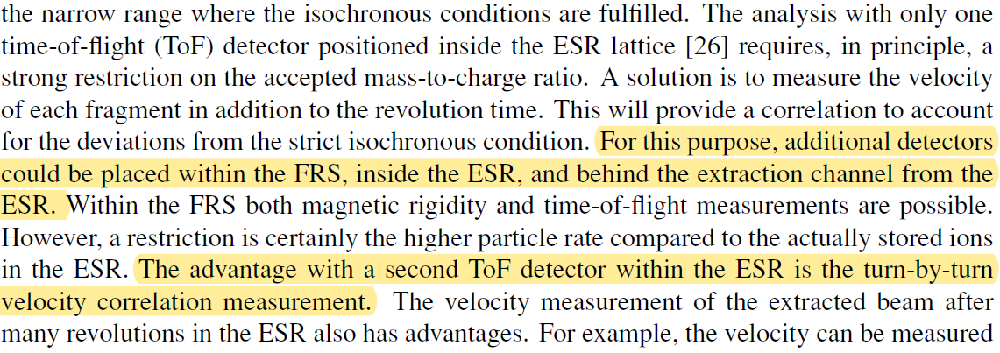 the narrow range where the isochronous conditions are fulfilled. The analysis with only one
time-of-flight (ToF) detector positioned inside the ESR lattice [26] requires, in principle, a
strong restriction on the accepted mass-to-charge ratio. A solution is to measure the velocity
of each fragment in addition to the revolution time. This will provide a correlation to account
for the deviations from the strict isochronous condition. For this purpose, additional detectors
could be placed within the FRS, inside the ESR, and behind the extraction channel from the
ESR. Within the FRS both magnetic rigidity and time-of-flight measurements are possible.
However, a restriction is certainly the higher particle rate compared to the actually stored ions
in the ESR. The advantage with a second ToF detector within the ESR is the turn-by-turn
velocity correlation measurement. The velocity measurement of the extracted beam after
many revolutions in the ESR also has advantages. For example, the velocity can be measured